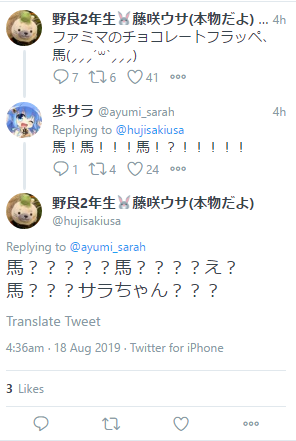 野良2年生🐰藤咲ウサ(本物だよ) ... 4h
ファミマのチョコレートフラッペ、
馬(⸝⸝⸝´꒳`⸝⸝⸝)
7 6 41
歩サラ @ayumi_sarah 4h
Replying to @hujisakiusa
馬！馬！！！馬！？！！！！！
1 4 24
野良2年生🐰藤咲ウサ(本物だよ)
@hujisakiusa
Replying to @ayumi_sarah
馬？？？？？馬？？？？え？
馬？？？サラちゃん？？？
Translate Tweet
4:36am · 18 Aug 2019 · Twitter for iPhone
3 Likes